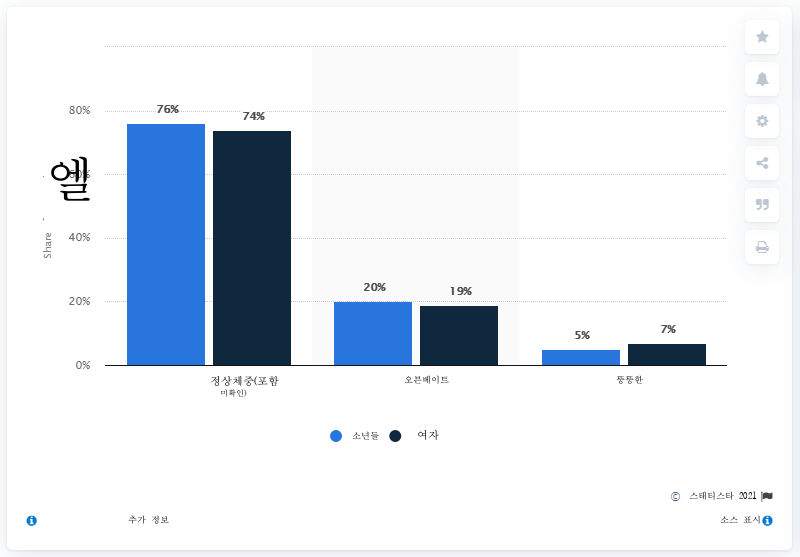 76%
74%
80%
엘
60%
40%
Share
20%
19%
20%
5%
7%
0%
정상체중(포함
미확인)
오븐베이트
뚱뚱한
소년들
여자
© 스태티스타 2021
추가 정보
소스 표시